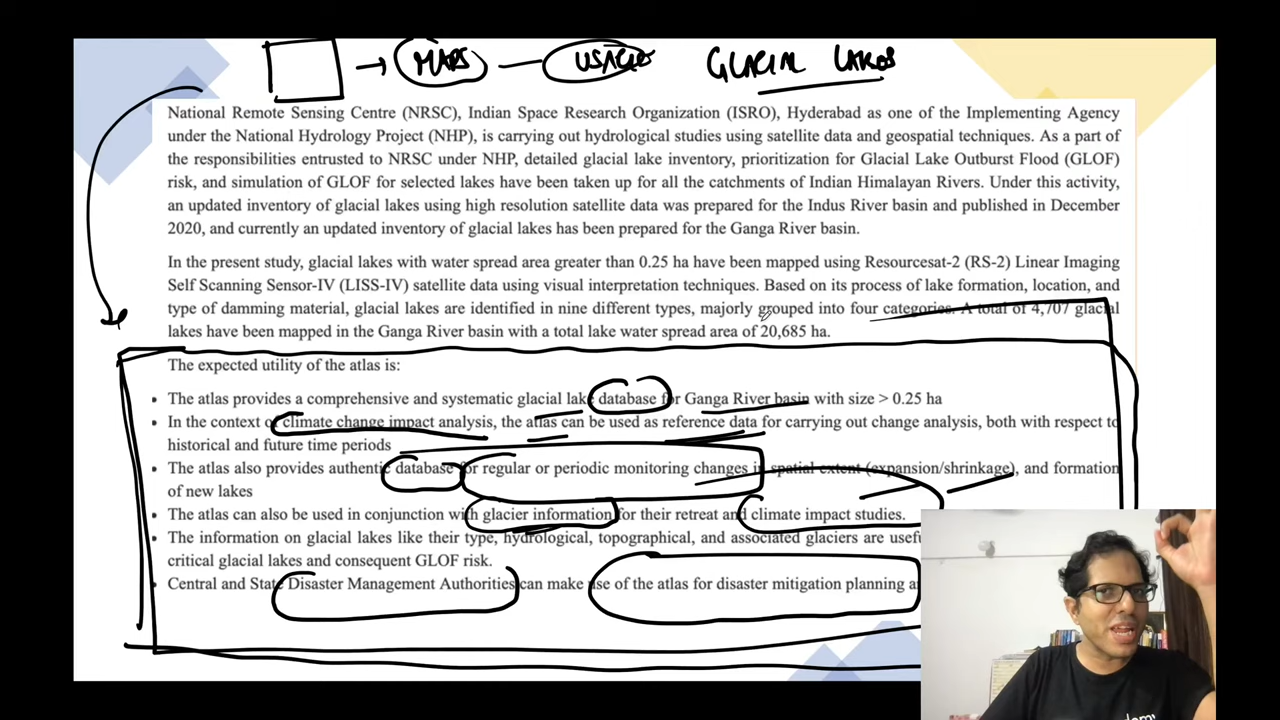 MAPS USAGE GLACIAL LAKES
National Remote Sensing Centre (NRSC), Indian Space Research Organization (ISRO), Hyderabad as one of the Implementing Agency
under the National Hydrology Project (NHP), is carrying out hydrological studies using satellite data and geospatial techniques. As a part
of the responsibilities entrusted to NRSC under NHP, detailed glacial lake inventory, prioritization for Glacial Lake Outburst Flood (GLOF)
risk, and simulation of GLOF for selected lakes have been taken up for all the catchments of Indian Himalayan Rivers. Under this activity,
an updated inventory of glacial lakes using high resolution satellite data was prepared for the Indus River basin and published in December
2020, and currently an updated inventory of glacial lakes has been prepared for the Ganga River basin.
In the present study, glacial lakes with water spread area greater than 0.25 ha have been mapped using Resourcesat-2 (RS-2) Linear Imaging
Self Scanning Sensor-IV (LISS-IV) satellite data using visual interpretation techniques. Based on its process of lake formation, location, and
type of damming material, glacial lakes are identified in nine different types, majorly grouped into four categories. A total of 4,707 glacial
lakes have been mapped in the Ganga River basin with a total lake water spread area of 20,685 ha.
The expected utility of the atlas is:
• The atlas provides a comprehensive and systematic glacial lake database for Ganga River basin with size > 0.25 ha
• In the context of climate change impact analysis, the atlas can be used as reference data for carrying out change analysis, both with respect to
historical and future time periods
• The atlas also provides authentic database for regular or periodic monitoring changes in spatial extent (expansion/shrinkage), and formation
of new lakes
• The atlas can also be used in conjunction with glacier information for their retreat and climate impact studies.
• The information on glacial lakes like their type, hydrological, topographical, and associated glaciers are
critical glacial lakes and consequent GLOF risk.
• Central and State Disaster Management Authorities can make use of the atlas for disaster mitigation planning